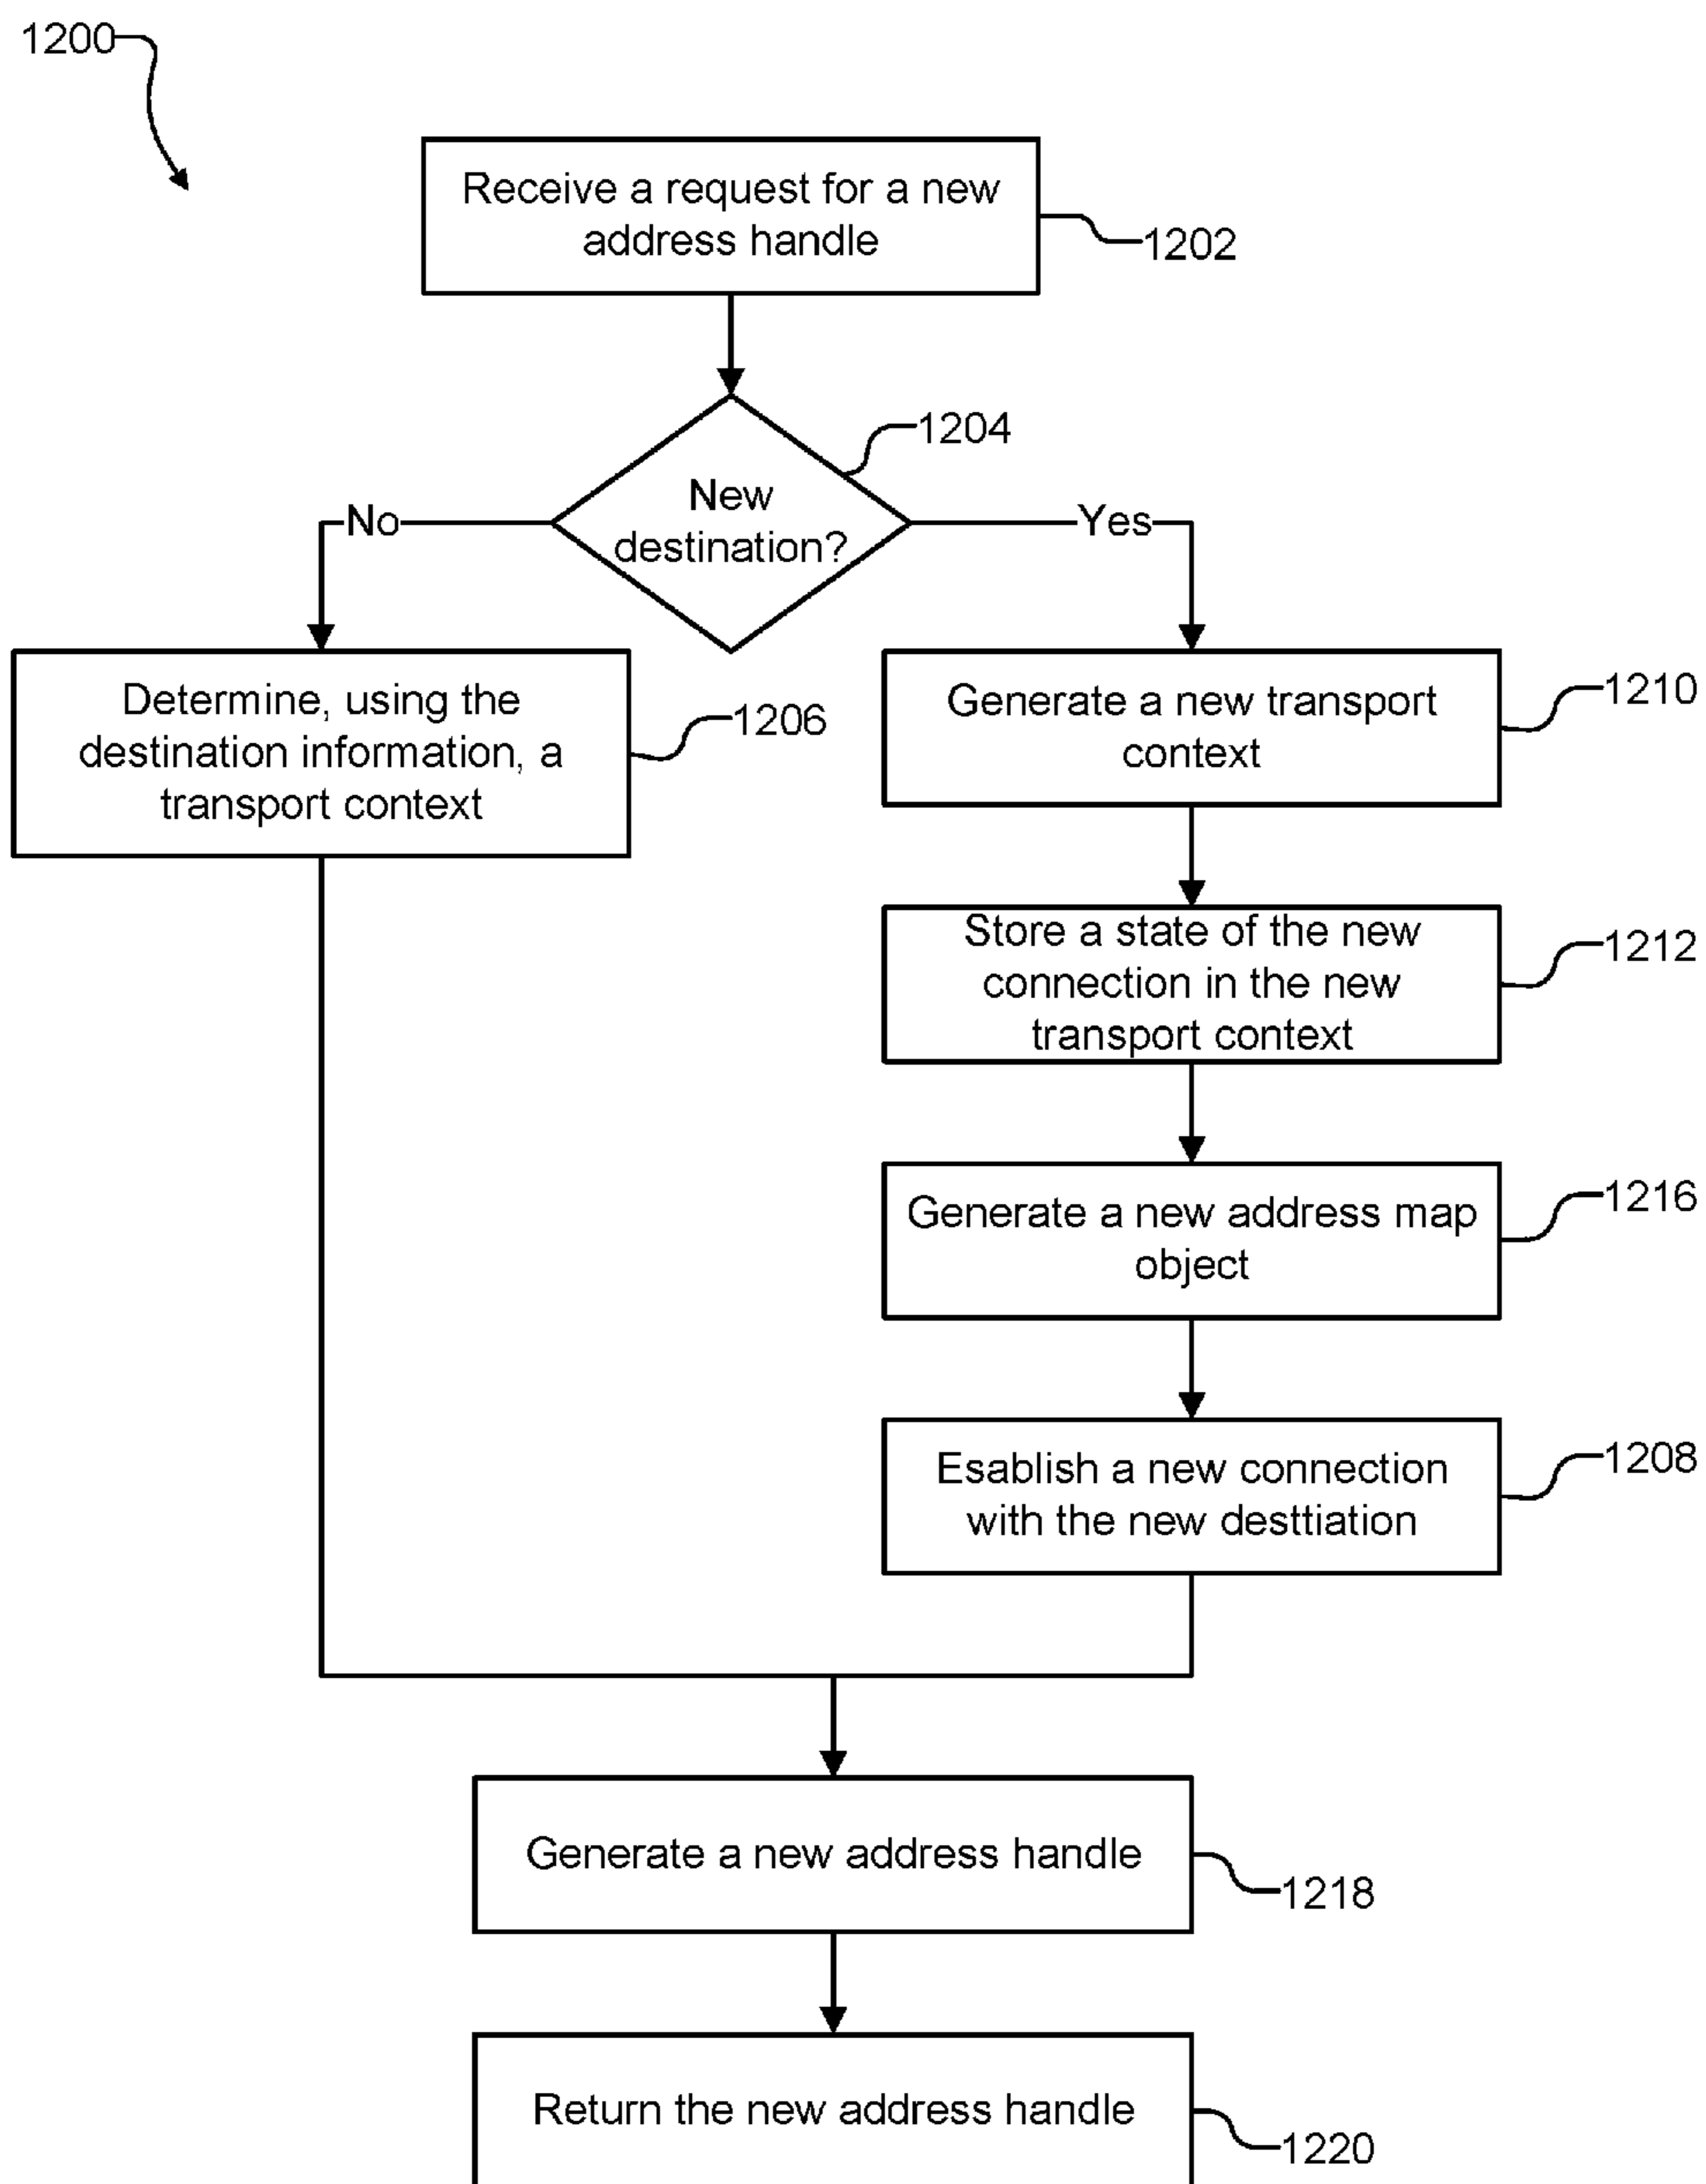 1200
Receive a request for a new
address handle
1202
1204
New
destination?
No
Yes
Determine, using the
destination information, a
transport context
1206
Generate a new transport
context
1210
Store a state of the new
connection in the new
transport context
1212
Generate a new address map
object
1216
Esablish a new connection
with the new desttiation
1208
Generate a new address handle
1218
Return the new address handle
1220